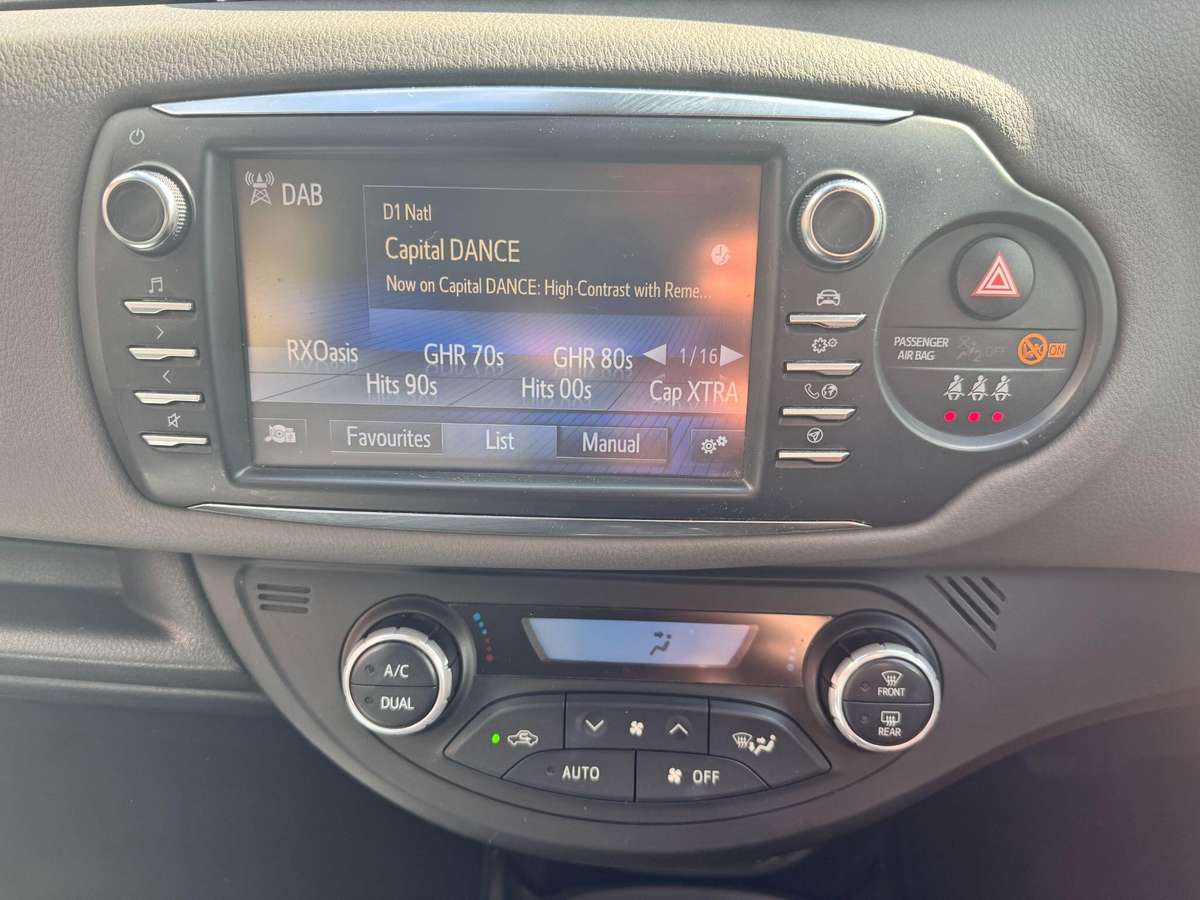 DAB
D1 Natl
Capital DANCE
Now on Capital DANCE: High-Contrast with Reme...
RXOasis GHR 70s GHR 80s 1/16
Hits 90s Hits 00s Cap XTRA
Favourites List Manual
PASSENGER
AIR BAG
OFF
ON
A/C
DUAL
FRONT
REAR
AUTO
OFF